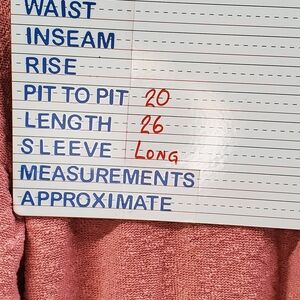 WAIST
INSEAM
RISE
PIT TO PIT 20
LENGTH 26
SLEEVE LONG
MEASUREMENTS
APPROXIMATE